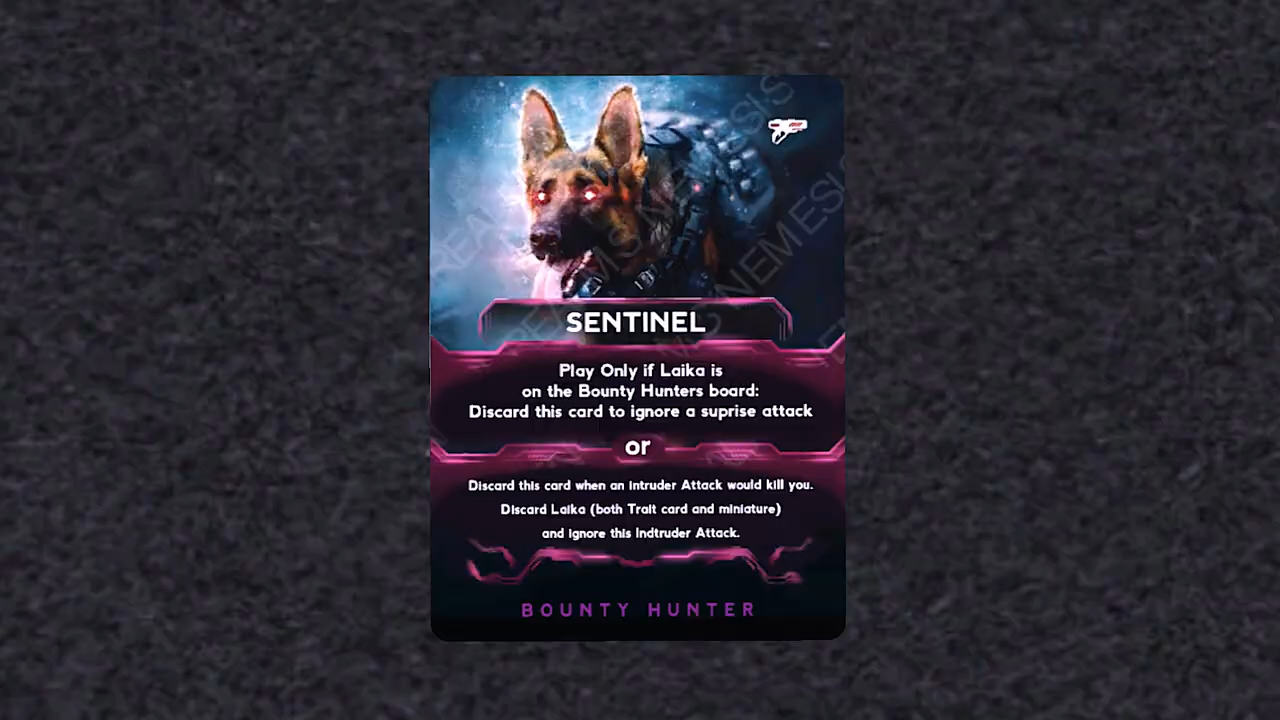 SENTINEL
Play Only if Laika is
on the Bounty Hunters board:
Discard this card to ignore a suprise attack
or
Discard this card when an Intruder Attack would kill you.
Discard Laika (both Trait card and miniature)
and ignore this Indtruder Attack.
BOUNTY HUNTER